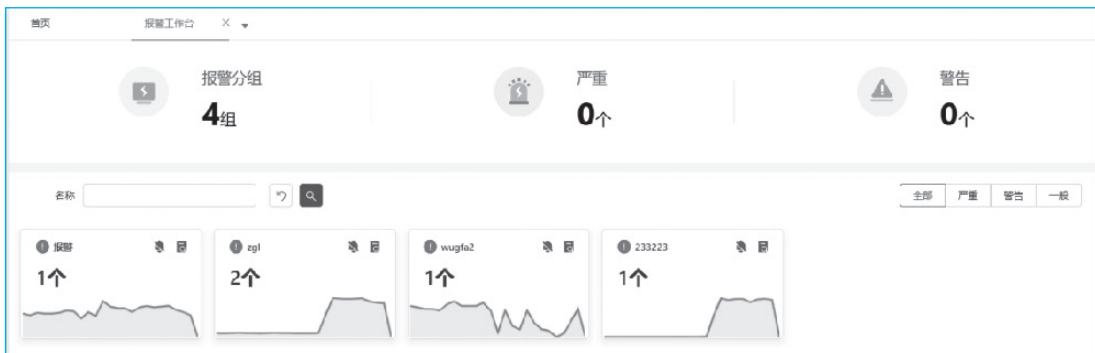 首页 报警工作台
报警分组
4组
严重
0个
警告
0个
名称
全部 严重 警告 一般
报警
1个
zgl
2个
wugfa2
1个
233223
1个